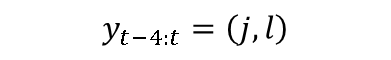 y_{t−4:t} = (j, l)